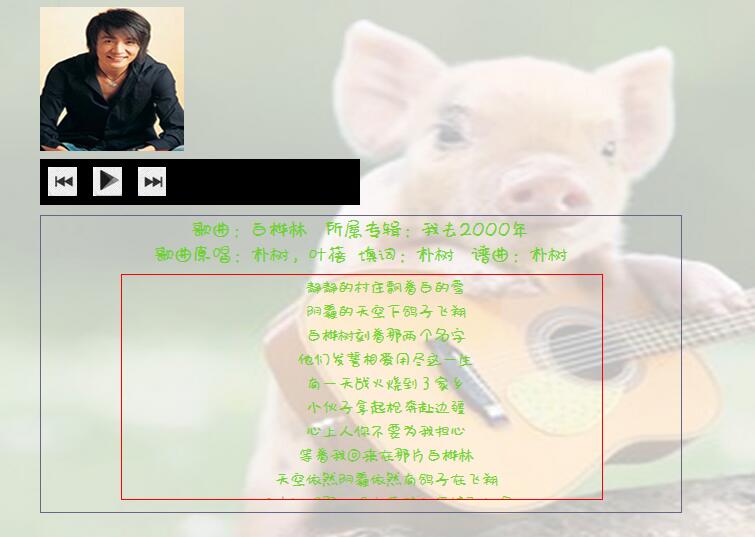 歌曲：白桦林 所属专辑：我去2000年
歌曲原唱：朴树，叶蓓 填词：朴树 谱曲：朴树
静静的村庄飘着白的雪
阴霾的天空下鸽子飞翔
白桦树刻着那两个名字
他们发誓相爱用尽这一生
有一天战火烧到了家乡
小伙子拿起枪奔赴边疆
心上人你不要为我担心
等着我回来在那片白桦林
天空依然阴霾依然有鸽子在飞翔